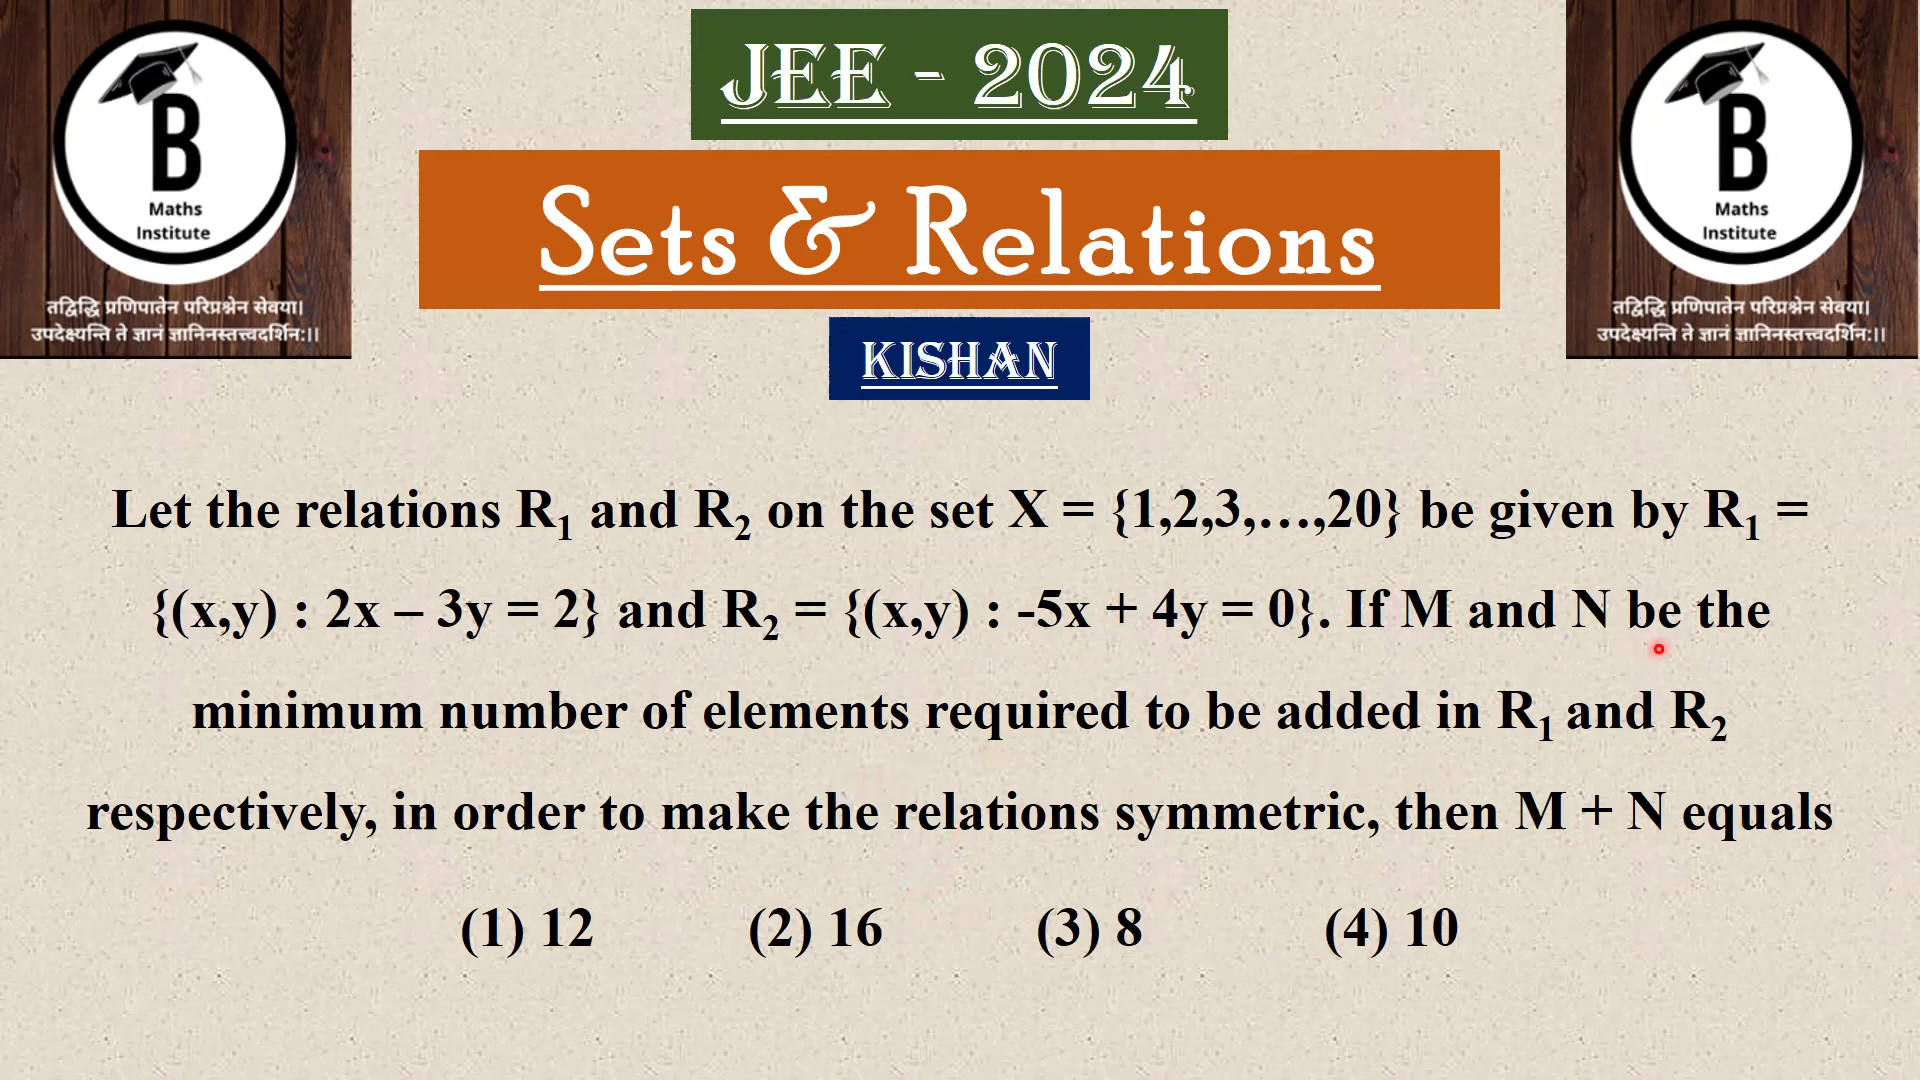 JEE - 2024
Sets & Relations
KISHAN
B
Maths
Institute
तद्विद्धि प्रणिपातेन परिप्रश्नेन सेवया।
उपदेक्ष्यन्ति ते ज्ञानं ज्ञानिनस्तत्त्वदर्शिन:।।
B
Maths
Institute
तद्विद्धि प्रणिपातेन परिप्रश्नेन सेवया।
उपदेक्ष्यन्ति ते ज्ञानं ज्ञानिनस्तत्त्वदर्शिन:।।
Let the relations R₁ and R₂ on the set X = {1,2,3,…,20} be given by R₁ =
{(x,y) : 2x – 3y = 2} and R₂ = {(x,y) : -5x + 4y = 0}. If M and N be the
minimum number of elements required to be added in R₁ and R₂
respectively, in order to make the relations symmetric, then M + N equals
(1) 12 (2) 16 (3) 8 (4) 10